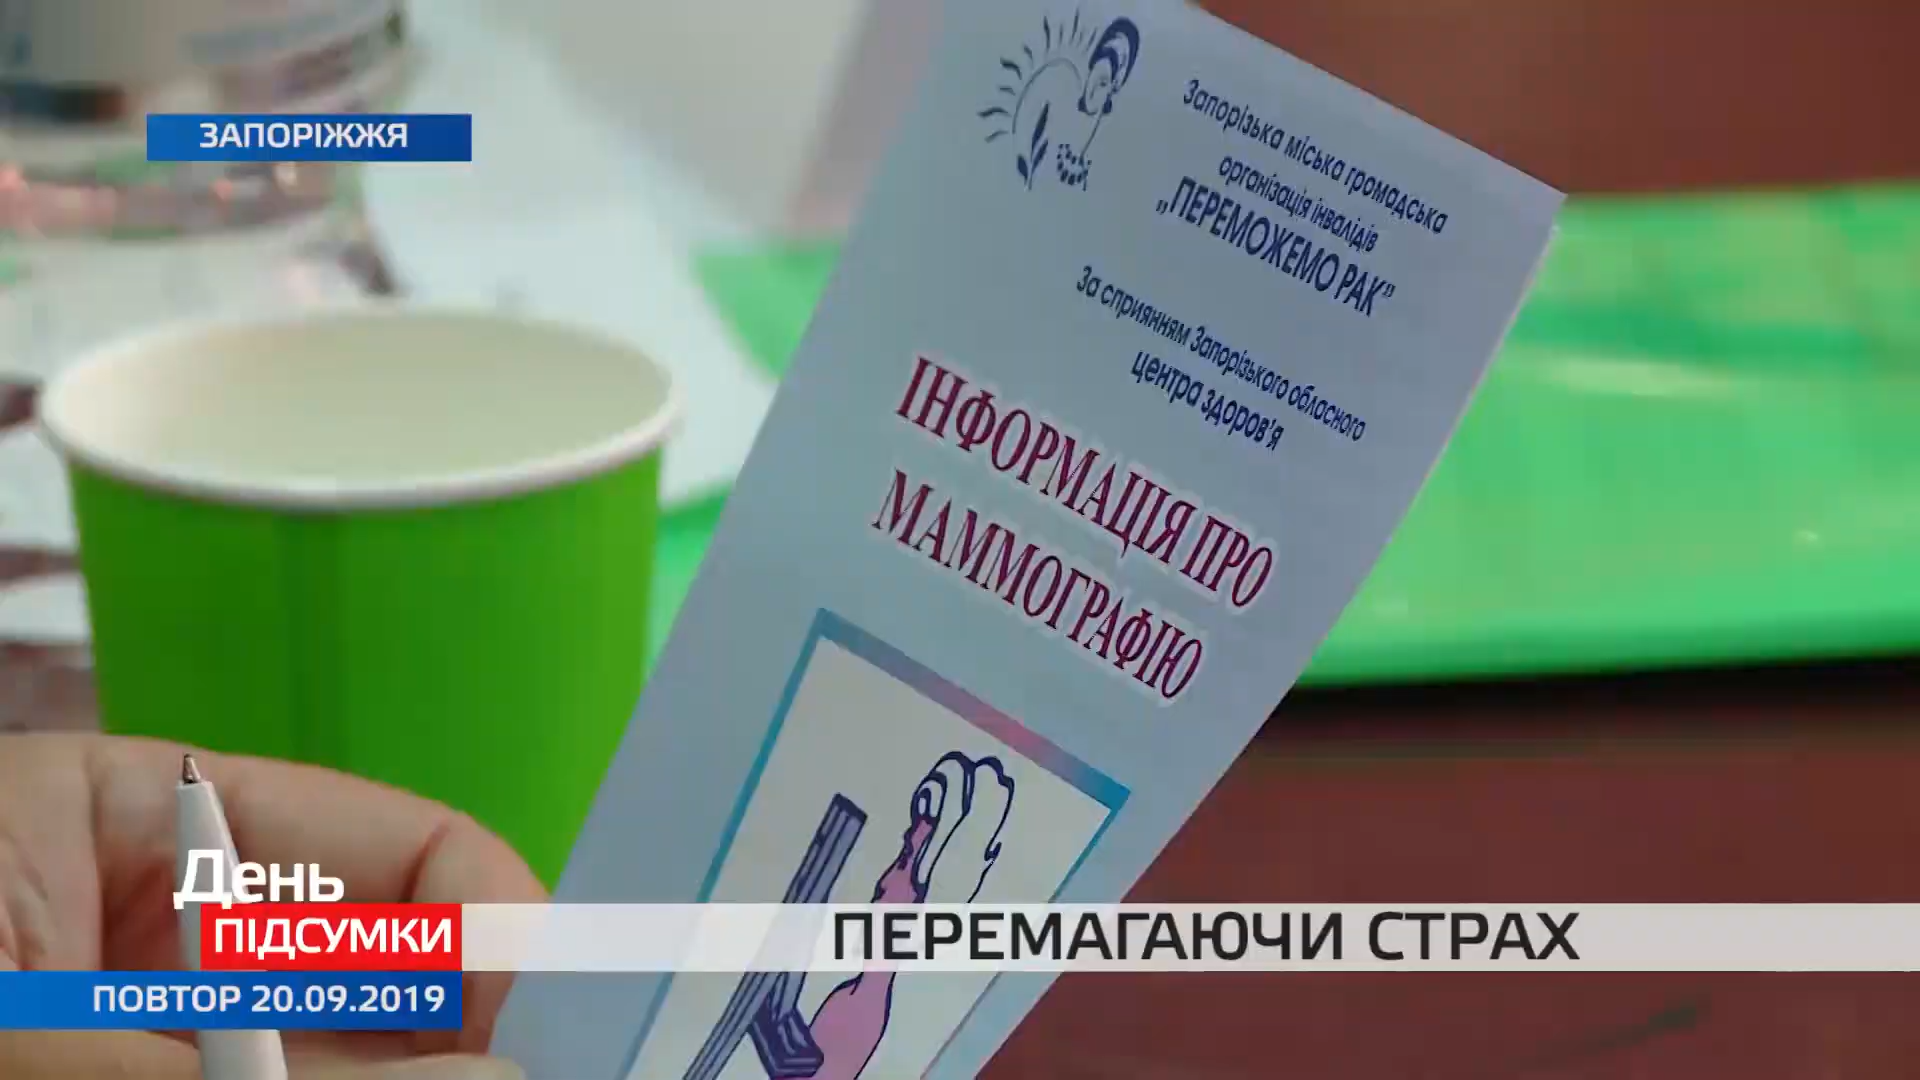 ЗАПОРІЖЖЯ
Запорізька міська громадська
організація інвалідів
„ПЕРЕМОЖЕМО РАК”
За сприянням Запорізького обласного
центра здоров'я
ІНФОРМАЦІЯ ПРО
МАММОГРАФІЮ
День
ПІДСУМКИ
ПЕРЕМАГАЮЧИ СТРАХ
ПОВТОР 20.09.2019